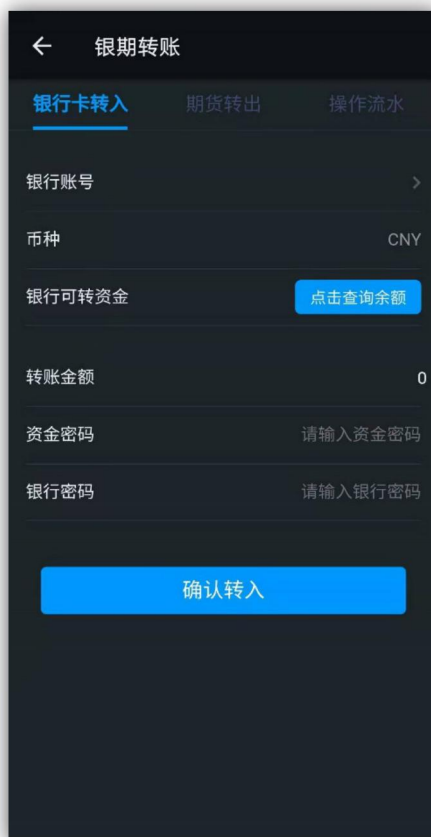 银期转账
银行卡转入 期货转出 操作流水
银行账号
币种 CNY
银行可转资金 点击查询余额
转账金额 0
资金密码 请输入资金密码
银行密码 请输入银行密码
确认转入